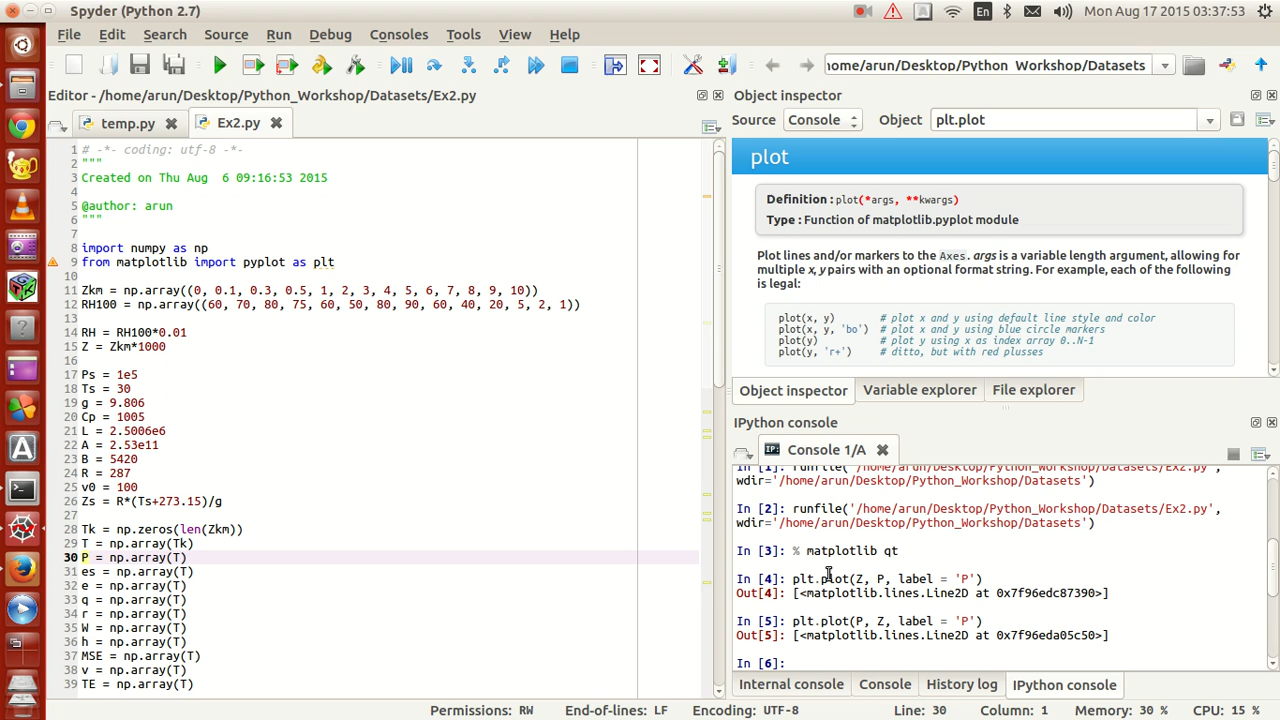 Spyder (Python 2.7)
En
Mon Aug 17 2015 03:37:53
File Edit Search Source Run Debug Consoles Tools View Help
home/arun/Desktop/Python_Workshop/Datasets
Editor - /home/arun/Desktop/Python_Workshop/Datasets/Ex2.py
temp.py
Ex2.py
1 # -*- coding: utf-8 -*-
2 """
3 Created on Thu Aug  6 09:16:53 2015
4
5 @author: arun
6 """
7
8 import numpy as np
9 from matplotlib import pyplot as plt
10
11 Zkm = np.array((0, 0.1, 0.3, 0.5, 1, 2, 3, 4, 5, 6, 7, 8, 9, 10))
12 RH100 = np.array((60, 70, 80, 75, 60, 50, 80, 90, 60, 40, 20, 5, 2, 1))
13
14 RH = RH100*0.01
15 Z = Zkm*1000
16
17 Ps = 1e5
18 Ts = 30
19 g = 9.806
20 Cp = 1005
21 L = 2.5006e6
22 A = 2.53e11
23 B = 5420
24 R = 287
25 v0 = 100
26 Zs = R*(Ts+273.15)/g
27
28 Tk = np.zeros(len(Zkm))
29 T = np.array(Tk)
30 P = np.array(T)
31 es = np.array(T)
32 e = np.array(T)
33 q = np.array(T)
34 r = np.array(T)
35 W = np.array(T)
36 h = np.array(T)
37 MSE = np.array(T)
38 v = np.array(T)
39 TE = np.array(T)
Object inspector
Source Console Object plt.plot
plot
Definition : plot(*args, **kwargs)
Type : Function of matplotlib.pyplot module
Plot lines and/or markers to the Axes. args is a variable length argument, allowing for
multiple x, y pairs with an optional format string. For example, each of the following
is legal:
plot(x, y)         # plot x and y using default line style and color
plot(x, y, 'bo')   # plot x and y using blue circle markers
plot(y)            # plot y using x as index array 0..N-1
plot(y, 'r+')      # ditto, but with red plusses
Object inspector Variable explorer File explorer
IPython console
Console 1/A
In [1]: runfile('/home/arun/Desktop/Python_Workshop/Datasets/Ex2.py',
wdir='/home/arun/Desktop/Python_Workshop/Datasets')
In [2]: runfile('/home/arun/Desktop/Python_Workshop/Datasets/Ex2.py',
wdir='/home/arun/Desktop/Python_Workshop/Datasets')
In [3]: % matplotlib qt
In [4]: plt.plot(Z, P, label = 'P')
Out[4]: [<matplotlib.lines.Line2D at 0x7f96edc87390>]
In [5]: plt.plot(P, Z, label = 'P')
Out[5]: [<matplotlib.lines.Line2D at 0x7f96eda05c50>]
In [6]:
Internal console Console History log IPython console
Permissions: RW End-of-lines: LF Encoding: UTF-8 Line: 30 Column: 1 Memory: 30 % CPU: 15 %